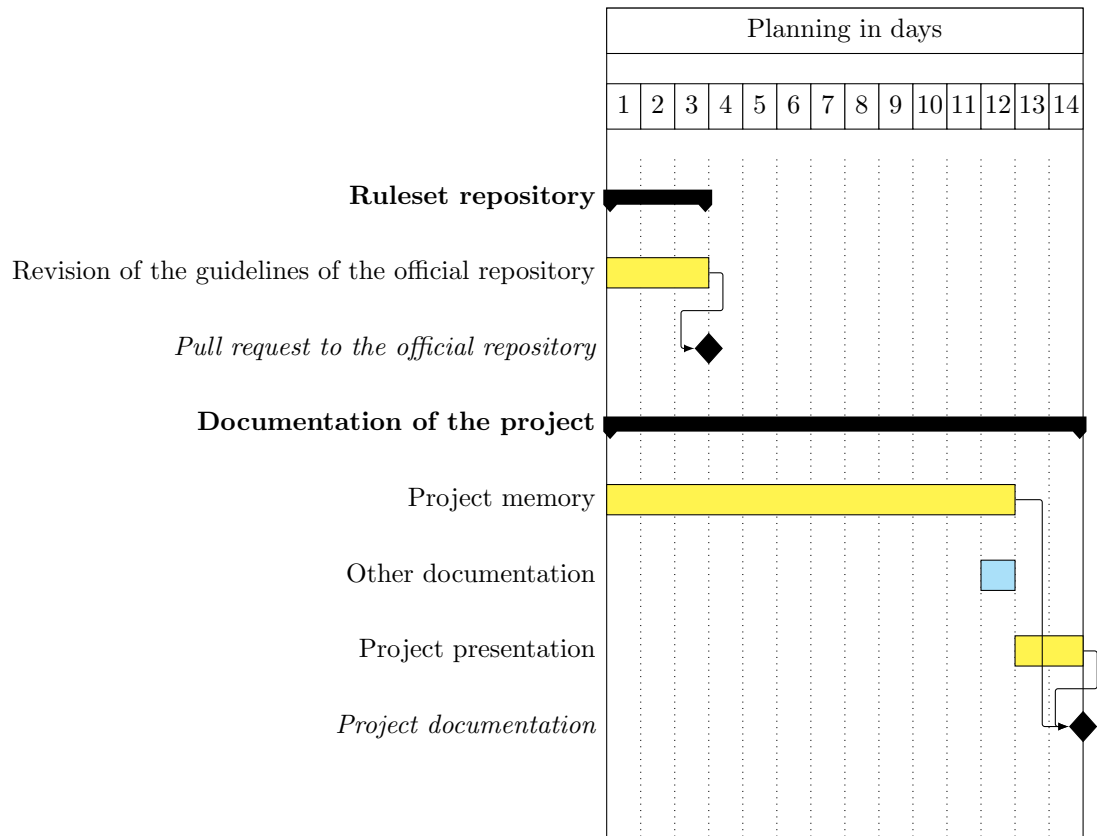 Planning in days
1 2 3 4 5 6 7 8 9 10 11 12 13 14
Ruleset repository
Revision of the guidelines of the official repository
Pull request to the official repository
Documentation of the project
Project memory
Other documentation
Project presentation
Project documentation